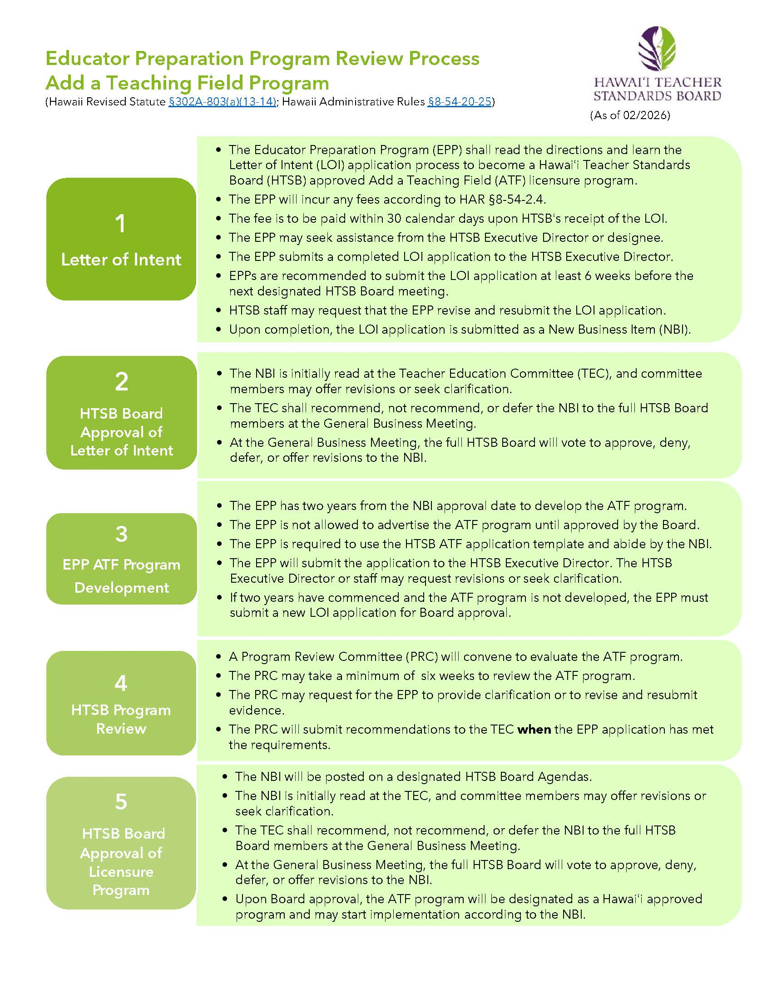 Educator Preparation Program Review Process
Add a Teaching Field Program
(Hawaii Revised Statute §302A-803(a)(13-14); Hawaii Administrative Rules §8-54-20-25)
HAWAI‘I TEACHER
STANDARDS BOARD
(As of 02/2026)
1
Letter of Intent
• The Educator Preparation Program (EPP) shall read the directions and learn the
Letter of Intent (LOI) application process to become a Hawai‘i Teacher Standards
Board (HTSB) approved Add a Teaching Field (ATF) licensure program.
• The EPP will incur any fees according to HAR §8-54-2.4.
• The fee is to be paid within 30 calendar days upon HTSB‘s receipt of the LOI.
• The EPP may seek assistance from the HTSB Executive Director or designee.
• The EPP submits a completed LOI application to the HTSB Executive Director.
• EPPs are recommended to submit the LOI application at least 6 weeks before the
next designated HTSB Board meeting.
• HTSB staff may request that the EPP revise and resubmit the LOI application.
• Upon completion, the LOI application is submitted as a New Business Item (NBI).
2
HTSB Board
Approval of
Letter of Intent
• The NBI is initially read at the Teacher Education Committee (TEC), and committee
members may offer revisions or seek clarification.
• The TEC shall recommend, not recommend, or defer the NBI to the full HTSB Board
members at the General Business Meeting.
• At the General Business Meeting, the full HTSB Board will vote to approve, deny,
defer, or offer revisions to the NBI.
3
EPP ATF Program
Development
• The EPP has two years from the NBI approval date to develop the ATF program.
• The EPP is not allowed to advertise the ATF program until approved by the Board.
• The EPP is required to use the HTSB ATF application template and abide by the NBI.
• The EPP will submit the application to the HTSB Executive Director. The HTSB
Executive Director or staff may request revisions or seek clarification.
• If two years have commenced and the ATF program is not developed, the EPP must
submit a new LOI application for Board approval.
4
HTSB Program
Review
• A Program Review Committee (PRC) will convene to evaluate the ATF program.
• The PRC may take a minimum of six weeks to review the ATF program.
• The PRC may request for the EPP to provide clarification or to revise and resubmit
evidence.
• The PRC will submit recommendations to the TEC when the EPP application has met
the requirements.
5
HTSB Board
Approval of
Licensure
Program
• The NBI will be posted on a designated HTSB Board Agendas.
• The NBI is initially read at the TEC, and committee members may offer revisions or
seek clarification.
• The TEC shall recommend, not recommend, or defer the NBI to the full HTSB
Board members at the General Business Meeting.
• At the General Business Meeting, the full HTSB Board will vote to approve, deny,
defer, or offer revisions to the NBI.
• Upon Board approval, the ATF program will be designated as a Hawai‘i approved
program and may start implementation according to the NBI.